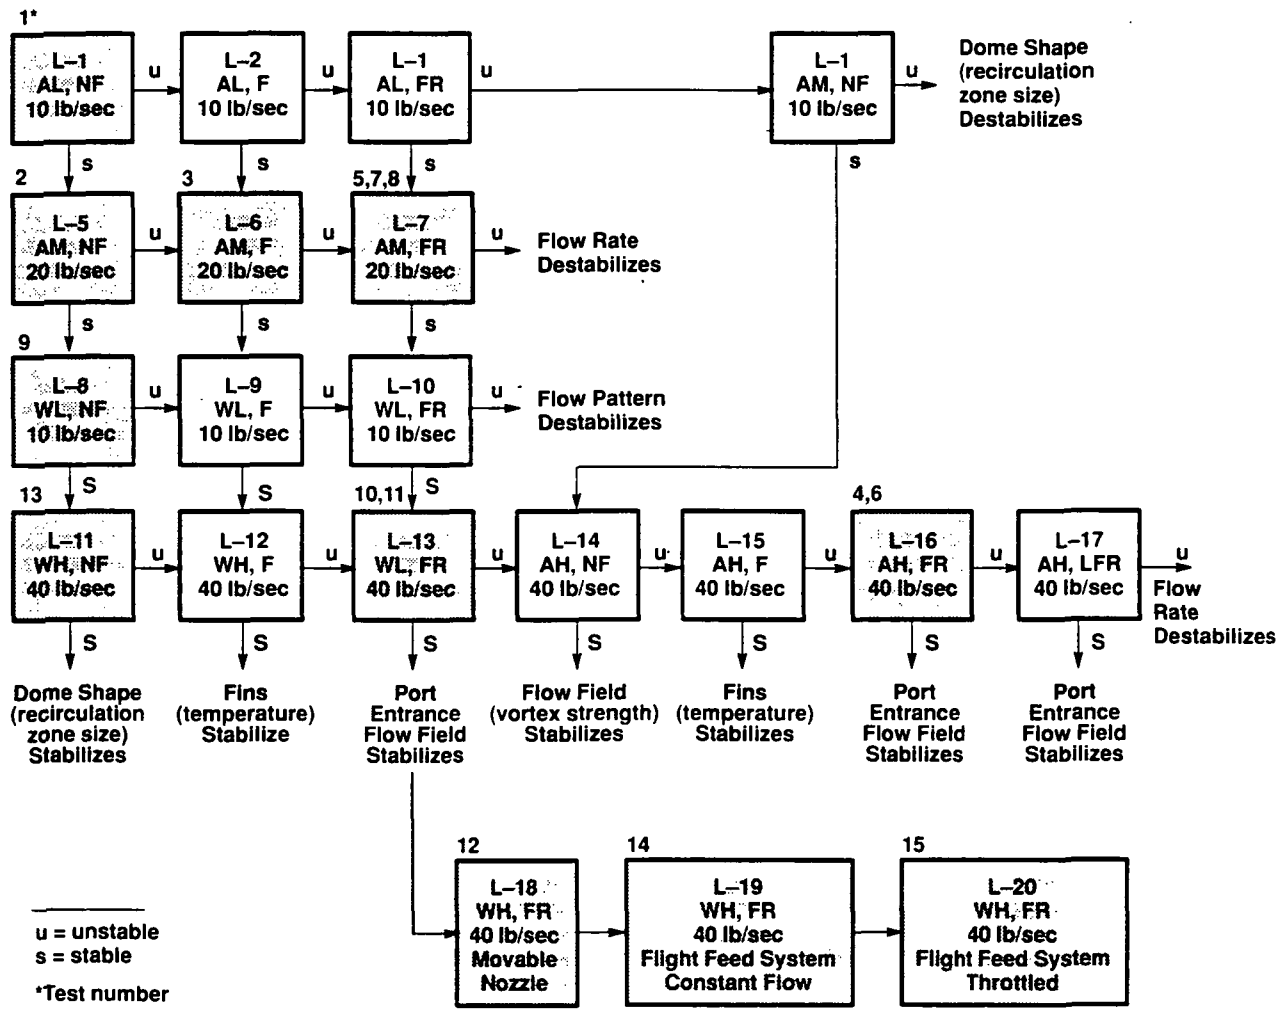 1*
L–1
AL, NF
10 lb/sec
u
L–2
AL, F
10 lb/sec
u
L–1
AL, FR
10 lb/sec
u
L–1
AM, NF
10 lb/sec
u
Dome Shape
(recirculation
zone size)
Destabilizes
s
s
s
s
2
L–5
AM, NF
20 lb/sec
u
3
L–6
AM, F
20 lb/sec
u
5,7,8
L–7
AM, FR
20 lb/sec
u
Flow Rate
Destabilizes
s
s
s
9
L–8
WL, NF
10 lb/sec
u
L–9
WL, F
10 lb/sec
u
L–10
WL, FR
10 lb/sec
u
Flow Pattern
Destabilizes
S
S
S
13
L–11
WH, NF
40 lb/sec
u
L–12
WH, F
40 lb/sec
u
10,11
L–13
WL, FR
40 lb/sec
u
L–14
AH, NF
40 lb/sec
u
L–15
AH, F
40 lb/sec
u
4,6
L–16
AH, FR
40 lb/sec
u
L–17
AH, LFR
40 lb/sec
u
Flow
Rate
Destabilizes
S
S
S
S
S
S
S
Dome Shape
(recirculation
zone size)
Stabilizes
Fins
(temperature)
Stabilize
Port
Entrance
Flow Field
Stabilizes
Flow Field
(vortex strength)
Stabilizes
Fins
(temperature)
Stabilizes
Port
Entrance
Flow Field
Stabilizes
Port
Entrance
Flow Field
Stabilizes
12
L–18
WH, FR
40 lb/sec
Movable
Nozzle
14
L–19
WH, FR
40 lb/sec
Flight Feed System
Constant Flow
15
L–20
WH, FR
40 lb/sec
Flight Feed System
Throttled
u = unstable
s = stable
*Test number